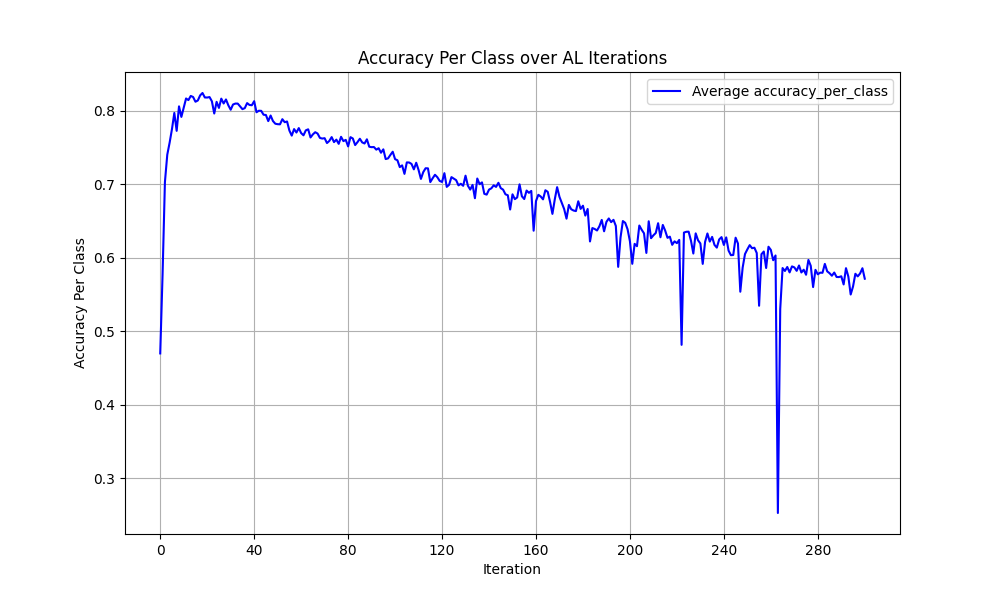 Accuracy Per Class over AL Iterations
Average accuracy_per_class
Accuracy Per Class
0.8
0.7
0.6
0.5
0.4
0.3
0 40 80 120 160 200 240 280
Iteration